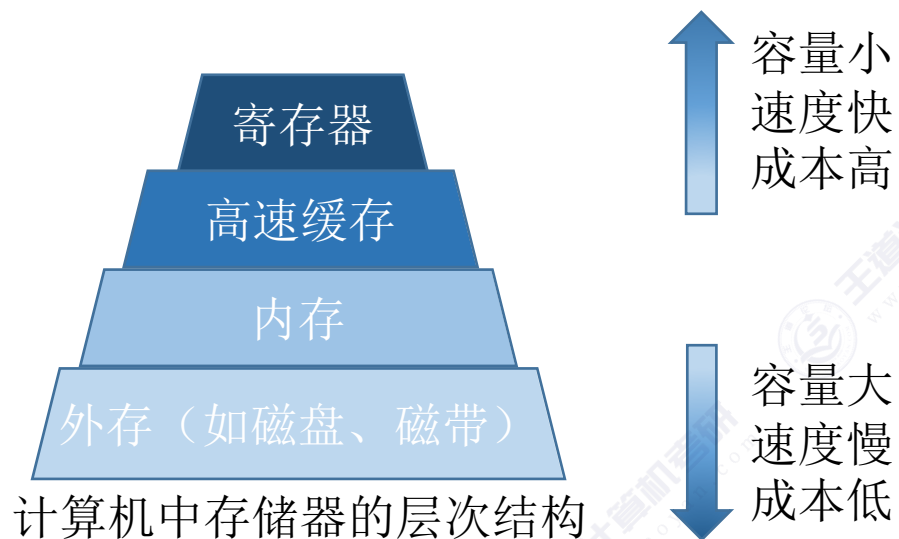 寄存器
高速缓存
内存
外存（如磁盘、磁带）
计算机中存储器的层次结构
容量小
速度快
成本高
容量大
速度慢
成本低